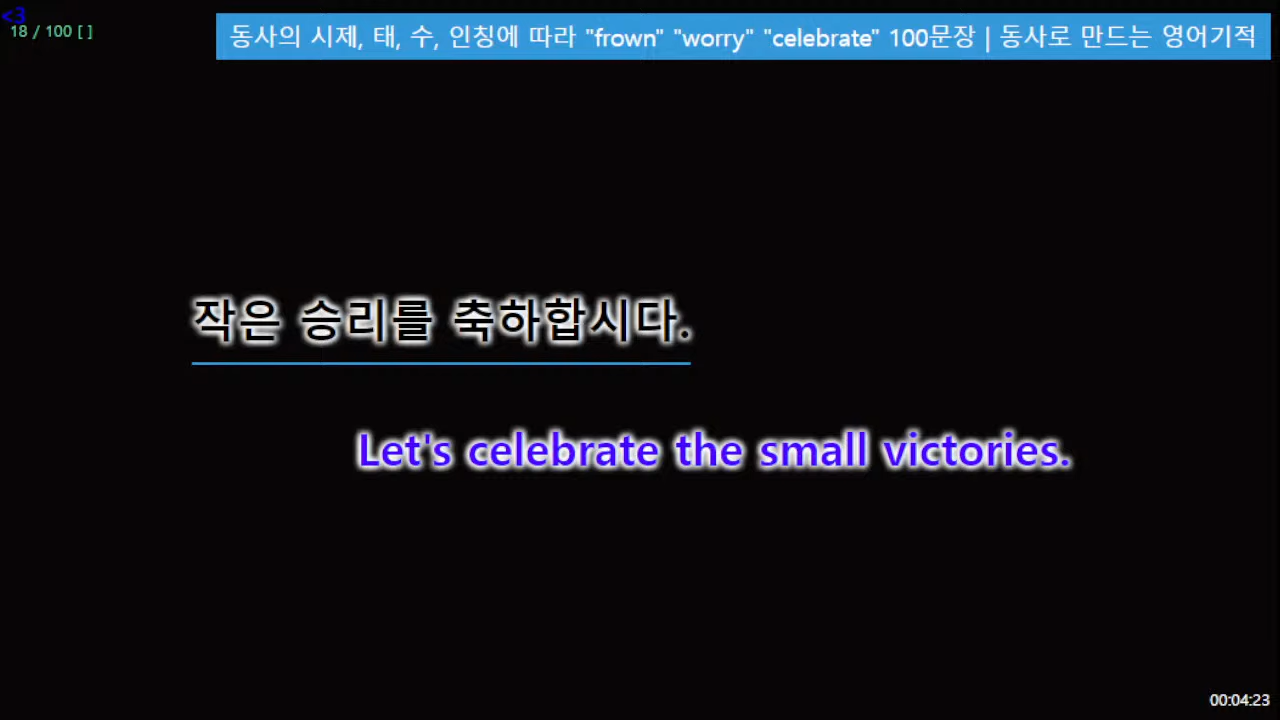 <3
18 / 100 [ ]
동사의 시제, 태, 수, 인칭에 따라 "frown" "worry" "celebrate" 100문장 | 동사로 만드는 영어기적
작은 승리를 축하합시다.
Let's celebrate the small victories.
00:04:23